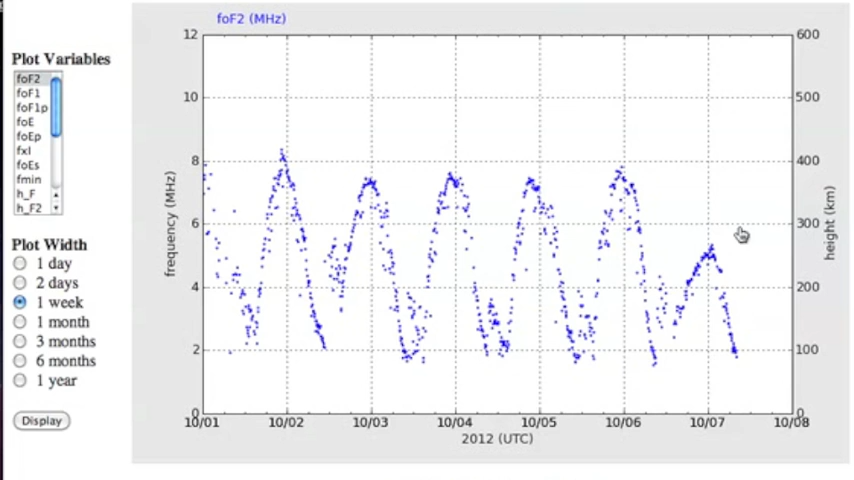 foF2 (MHz)
Plot Variables
foF2
foF1
foF1p
foE
foEp
fxI
foEs
fmin
h_F
h_F2
Plot Width
1 day
2 days
1 week
1 month
3 months
6 months
1 year
Display
frequency (MHz)
12
10
8
6
4
2
0
600
500
400
300
200
100
0
height (km)
10/01 10/02 10/03 10/04 10/05 10/06 10/07 10/08
2012 (UTC)